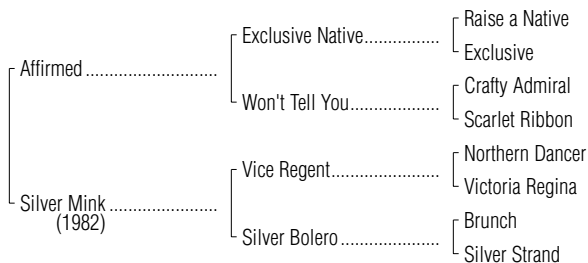 Raise a Native
Exclusive Native..................
Exclusive
Affirmed ..............................
Crafty Admiral
Won't Tell You.....................
Scarlet Ribbon
Northern Dancer
Vice Regent.........................
Victoria Regina
Silver Mink .........................
(1982)
Brunch
Silver Bolero .......................
Silver Strand